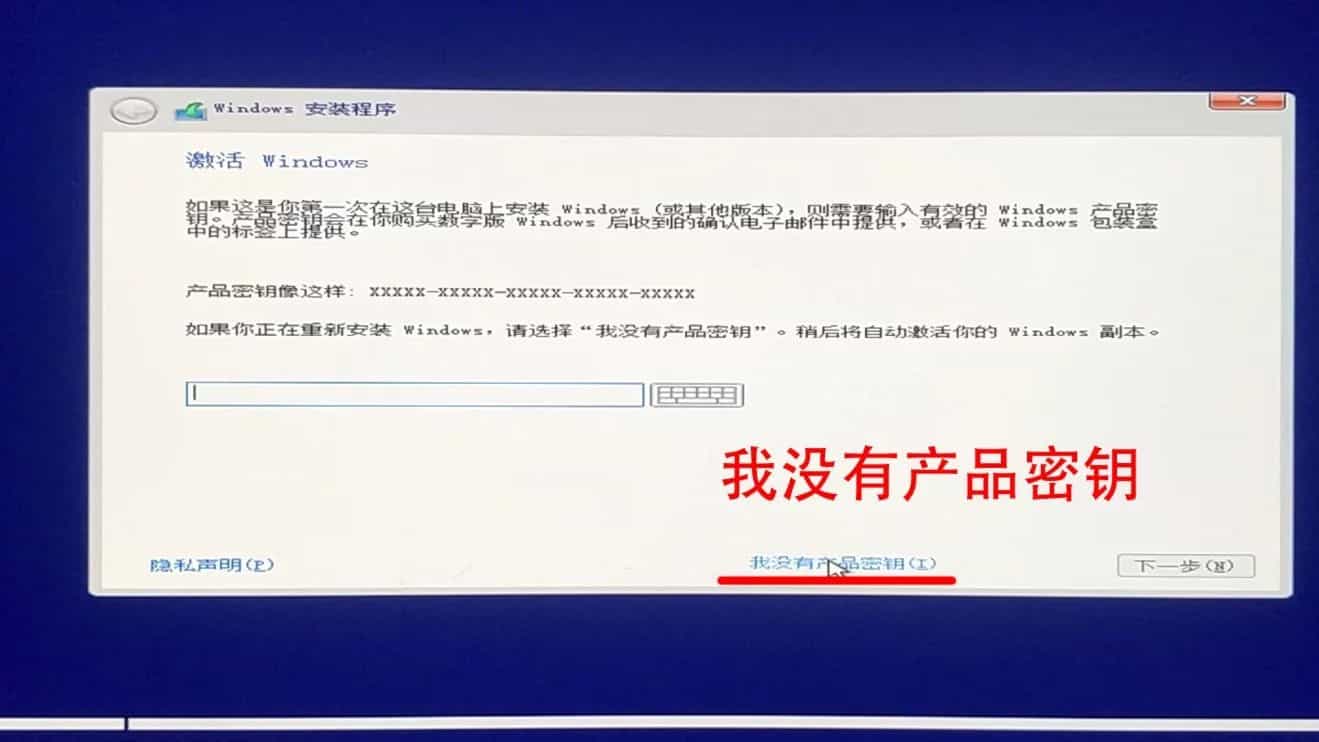 Windows 安装程序
激活 Windows
如果这是你第一次在这台电脑上安装 Windows (或其他版本)，则需要输入有效的 Windows 产品密
钥。产品密钥会在你购买数字版 Windows 后收到的确认电子邮件中提供，或者在 Windows 包装盒
中的标签上提供。
产品密钥像这样: XXXXX-XXXXX-XXXXX-XXXXX-XXXXX
如果你正在重新安装 Windows，请选择“我没有产品密钥”。稍后将自动激活你的 Windows 副本。
我没有产品密钥
隐私声明(P)
我没有产品密钥(I)
下一步(N)